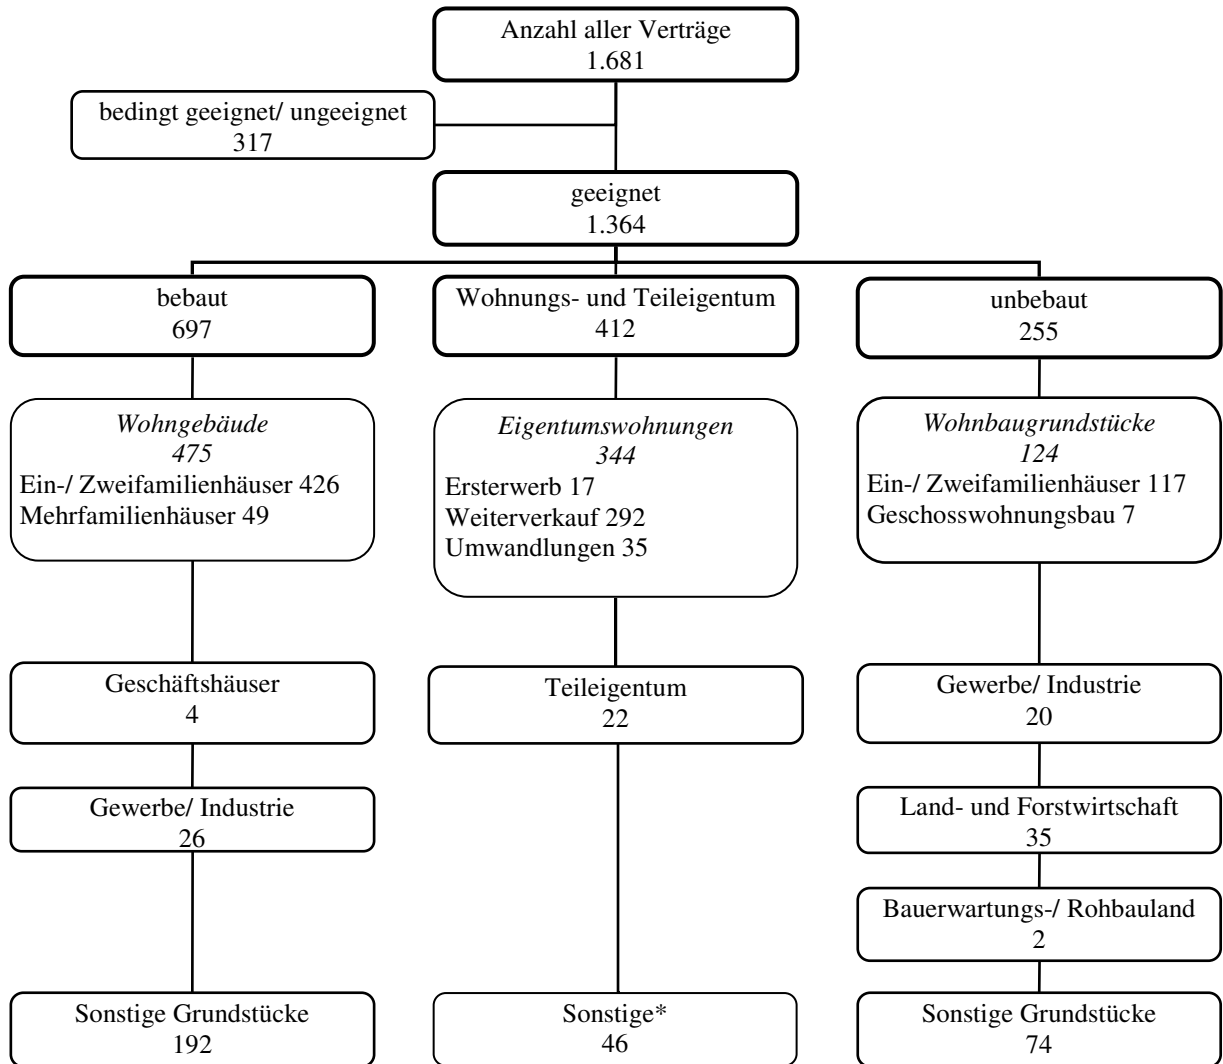 Anzahl aller Verträge
1.681
bedingt geeignet/ ungeeignet
317
geeignet
1.364
bebaut
697
Wohnungs- und Teileigentum
412
unbebaut
255
Wohngebäude
475
Ein-/ Zweifamilienhäuser 426
Mehrfamilienhäuser 49
Eigentumswohnungen
344
Ersterwerb 17
Weiterverkauf 292
Umwandlungen 35
Wohnbaugrundstücke
124
Ein-/ Zweifamilienhäuser 117
Geschosswohnungsbau 7
Geschäftshäuser
4
Teileigentum
22
Gewerbe/ Industrie
20
Gewerbe/ Industrie
26
Land- und Forstwirtschaft
35
Bauerwartungs-/ Rohbauland
2
Sonstige Grundstücke
192
Sonstige*
46
Sonstige Grundstücke
74